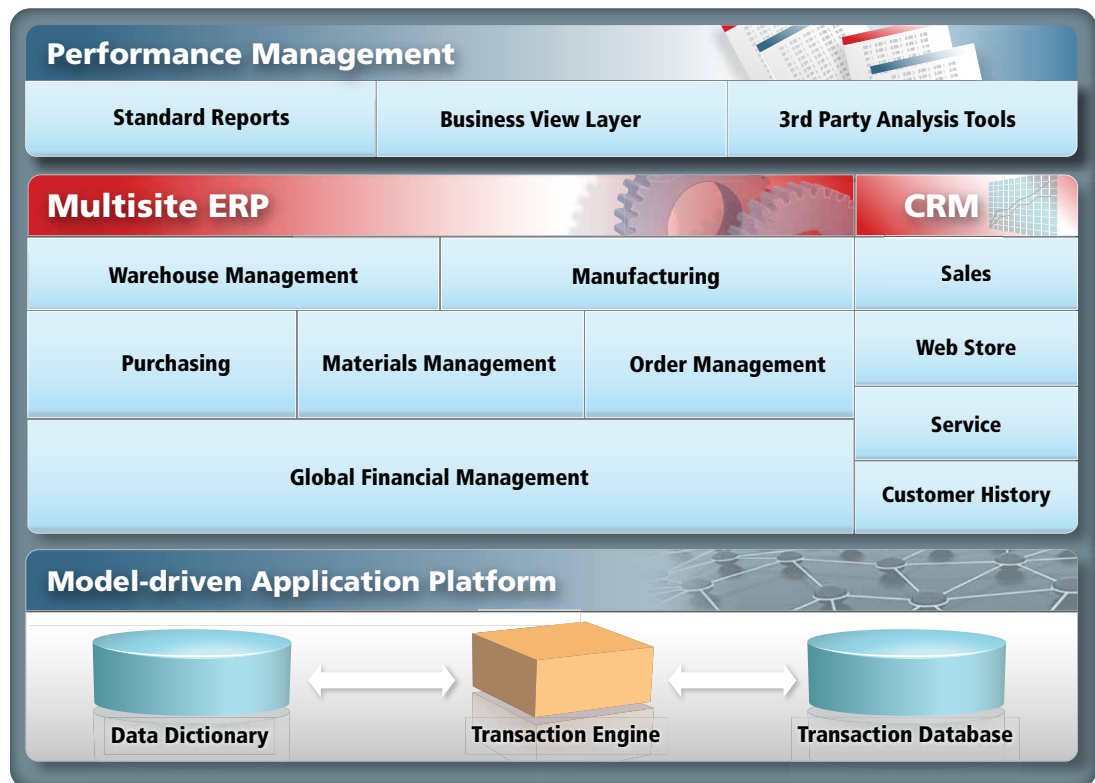 Performance Management
Standard Reports
Business View Layer
3rd Party Analysis Tools
Multisite ERP
CRM
Warehouse Management
Manufacturing
Sales
Purchasing
Materials Management
Order Management
Web Store
Service
Global Financial Management
Customer History
Model-driven Application Platform
Data Dictionary
Transaction Engine
Transaction Database